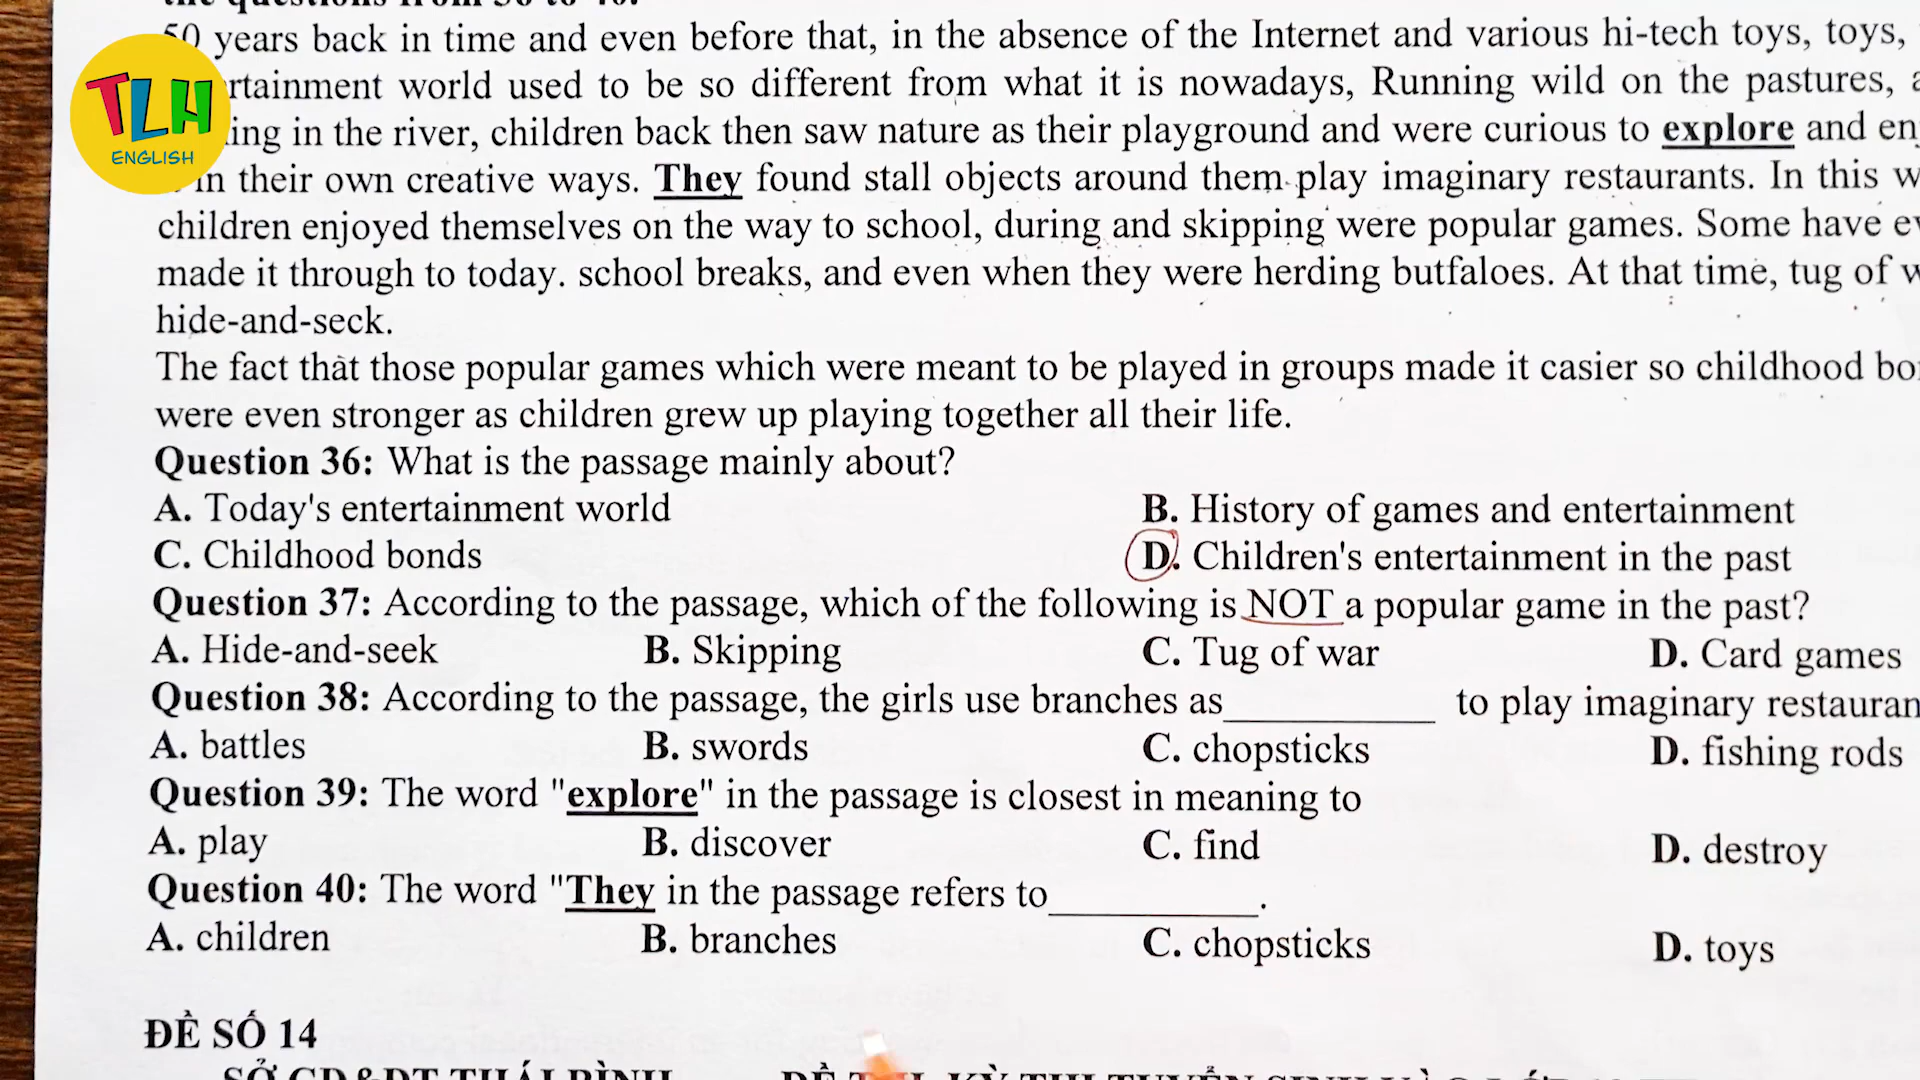 50 years back in time and even before that, in the absence of the Internet and various hi-tech toys, toys,
TLH
ENGLISH
rtainment world used to be so different from what it is nowadays, Running wild on the pastures,
ing in the river, children back then saw nature as their playground and were curious to explore and
in their own creative ways. They found stall objects around them play imaginary restaurants. In this
children enjoyed themselves on the way to school, during and skipping were popular games. Some have
made it through to today. school breaks, and even when they were herding butfaloes. At that time, tug of
hide-and-seck.
The fact that those popular games which were meant to be played in groups made it casier so childhood
were even stronger as children grew up playing together all their life.
Question 36: What is the passage mainly about?
A. Today's entertainment world B. History of games and entertainment
C. Childhood bonds D. Children's entertainment in the past
Question 37: According to the passage, which of the following is NOT a popular game in the past?
A. Hide-and-seek B. Skipping C. Tug of war D. Card games
Question 38: According to the passage, the girls use branches as__________ to play imaginary restauran
A. battles B. swords C. chopsticks D. fishing rods
Question 39: The word "explore" in the passage is closest in meaning to
A. play B. discover C. find D. destroy
Question 40: The word "They in the passage refers to__________.
A. children B. branches C. chopsticks D. toys
ĐỀ SỐ 14
SỞ GD&ĐT THÁI BÌNH